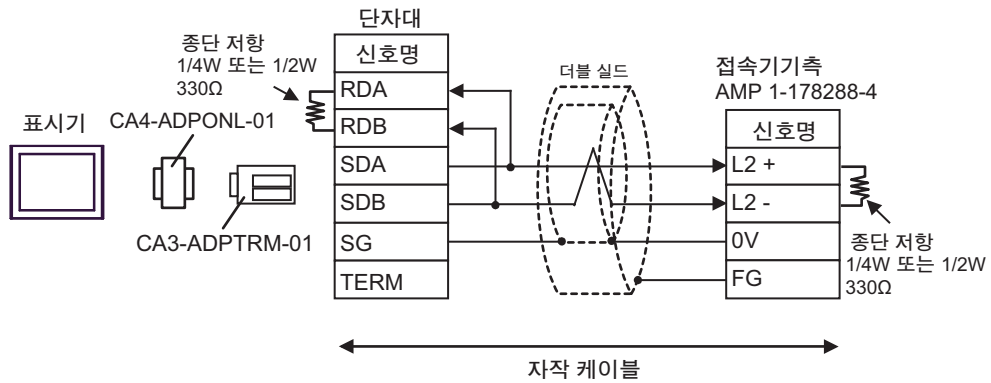 단자대
종단 저항
1/4W 또는 1/2W
330Ω
표시기
CA4-ADPONL-01
CA3-ADPTRM-01
신호명
RDA
RDB
SDA
SDB
SG
TERM
더블 실드
접속기기측
AMP 1-178288-4
신호명
L2 +
L2 -
0V
FG
종단 저항
1/4W 또는 1/2W
330Ω
자작 케이블